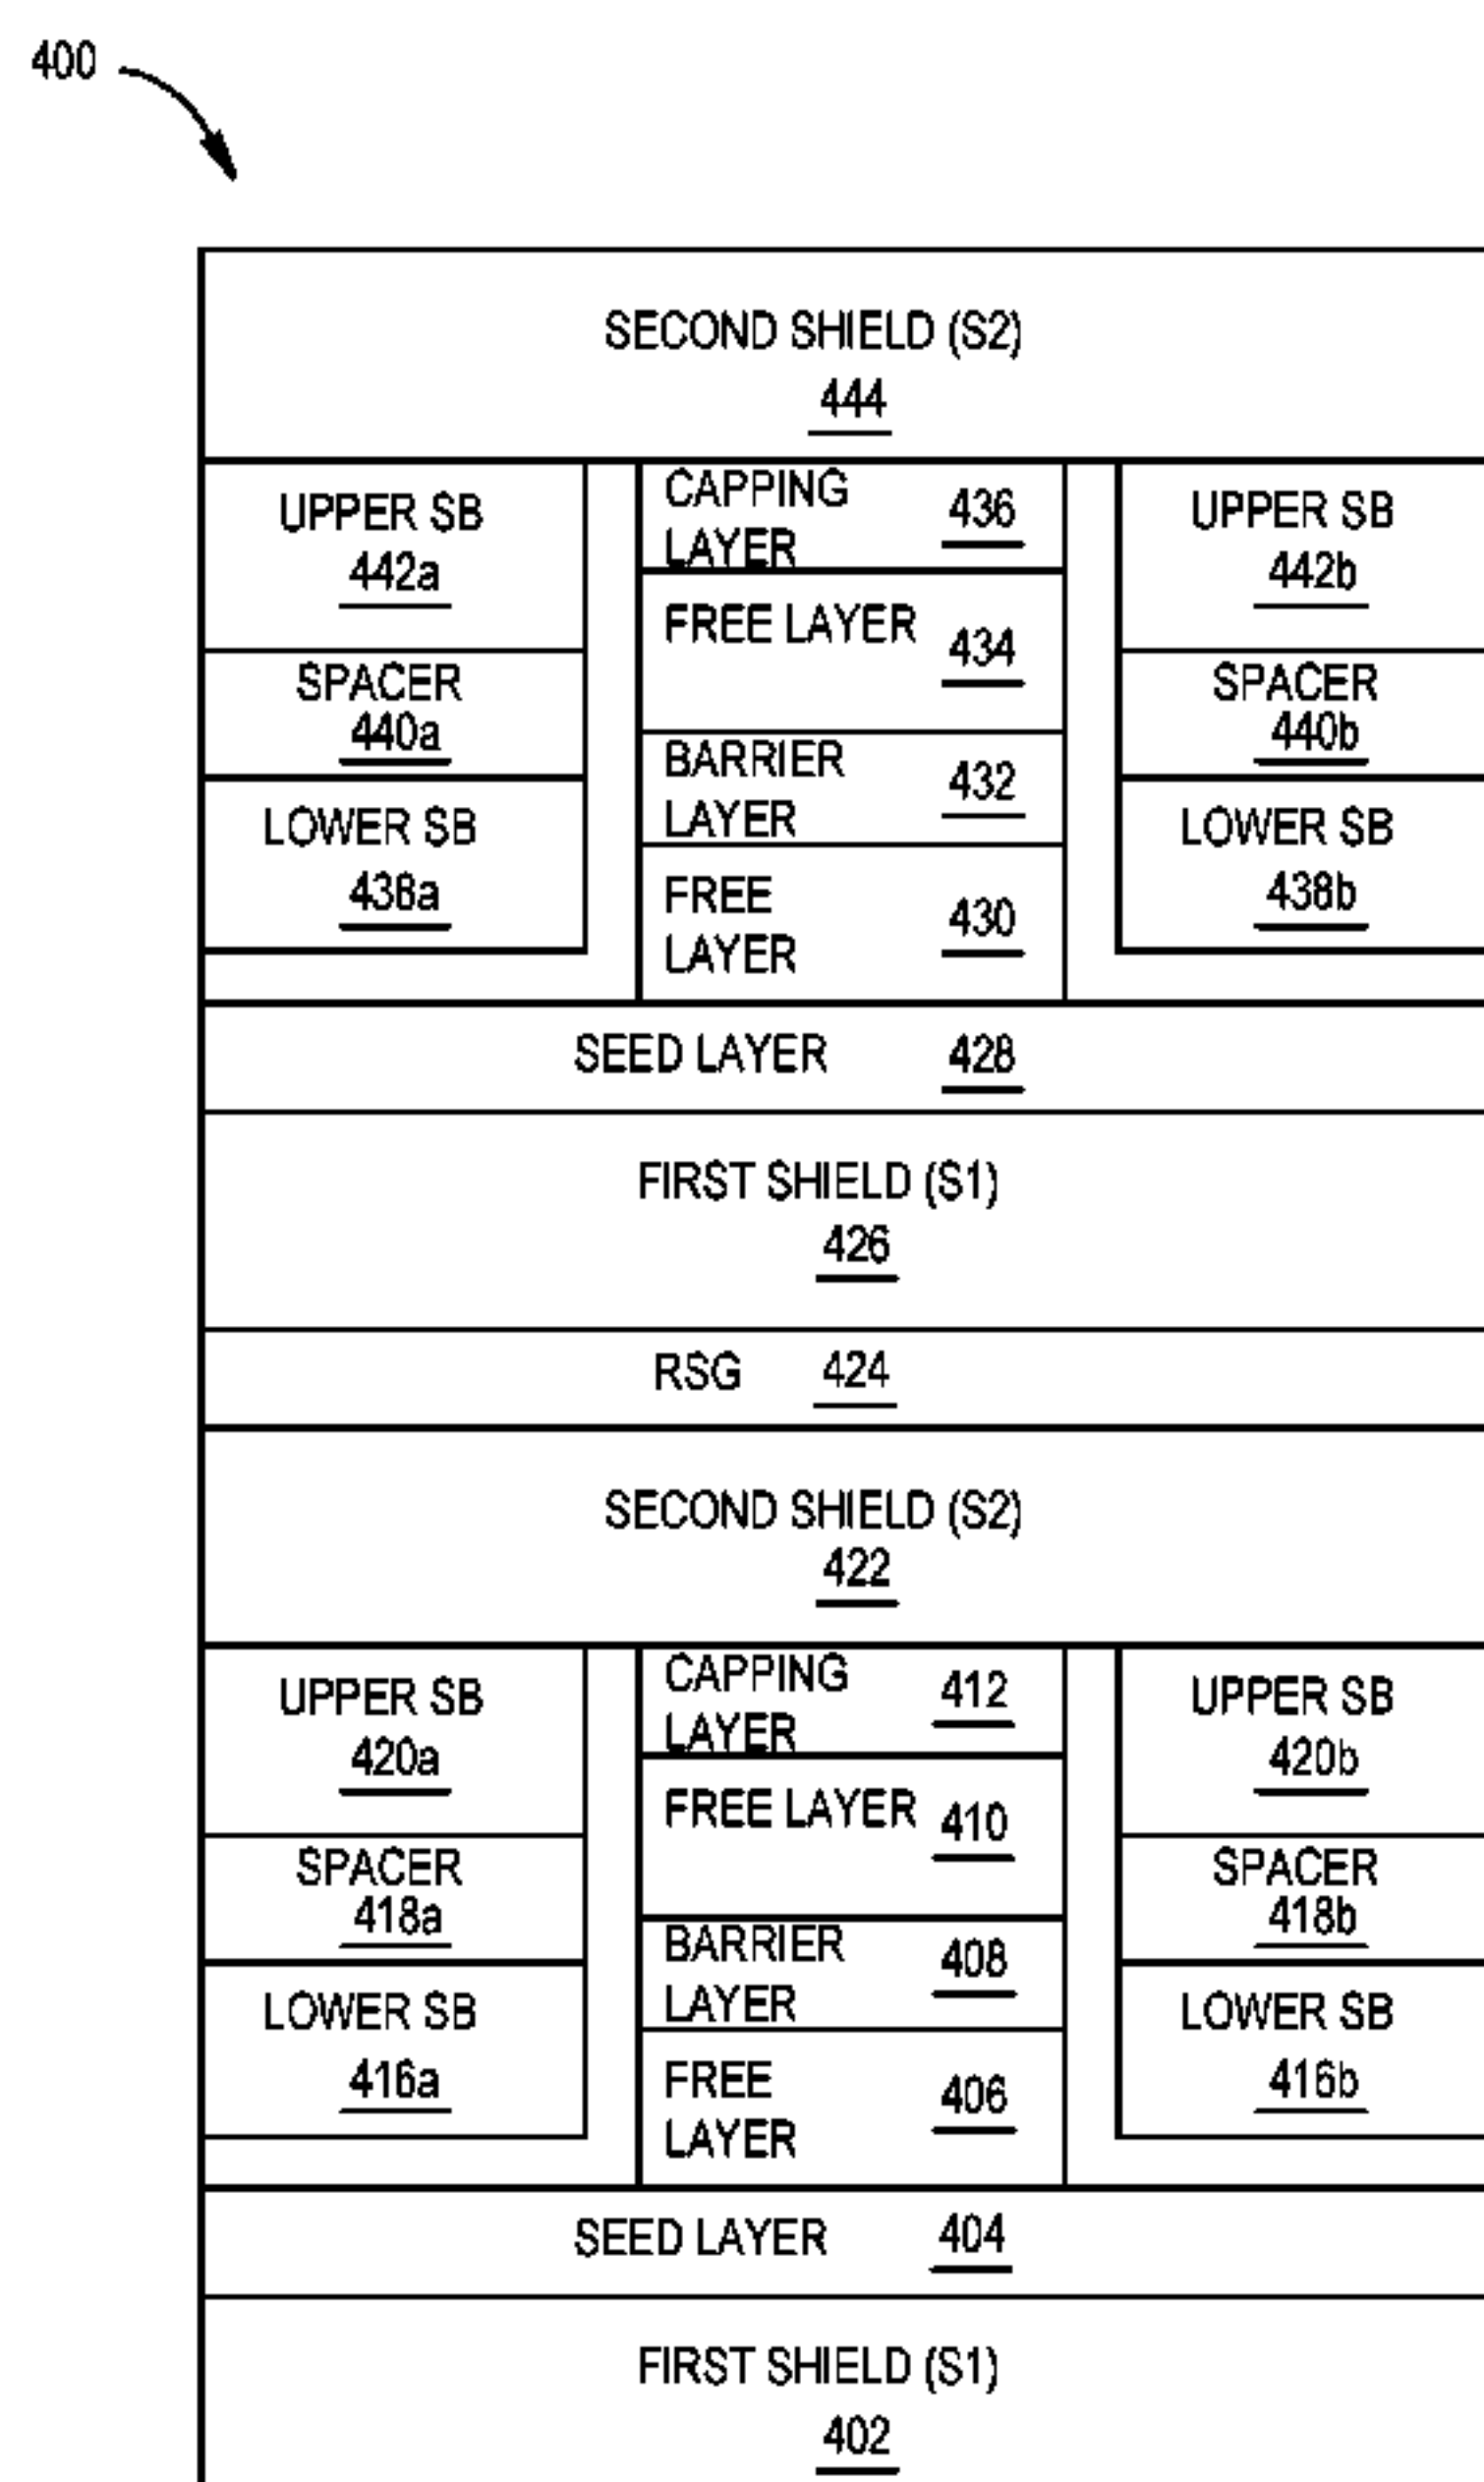 400
SECOND SHIELD (S2)
444
UPPER SB
442a
SPACER
440a
LOWER SB
438a
CAPPING
LAYER
436
FREE LAYER
434
BARRIER
LAYER
432
FREE
LAYER
430
UPPER SB
442b
SPACER
440b
LOWER SB
438b
SEED LAYER 428
FIRST SHIELD (S1)
426
RSG 424
SECOND SHIELD (S2)
422
UPPER SB
420a
SPACER
418a
LOWER SB
416a
CAPPING
LAYER
412
FREE LAYER
410
BARRIER
LAYER
408
FREE
LAYER
406
UPPER SB
420b
SPACER
418b
LOWER SB
416b
SEED LAYER 404
FIRST SHIELD (S1)
402